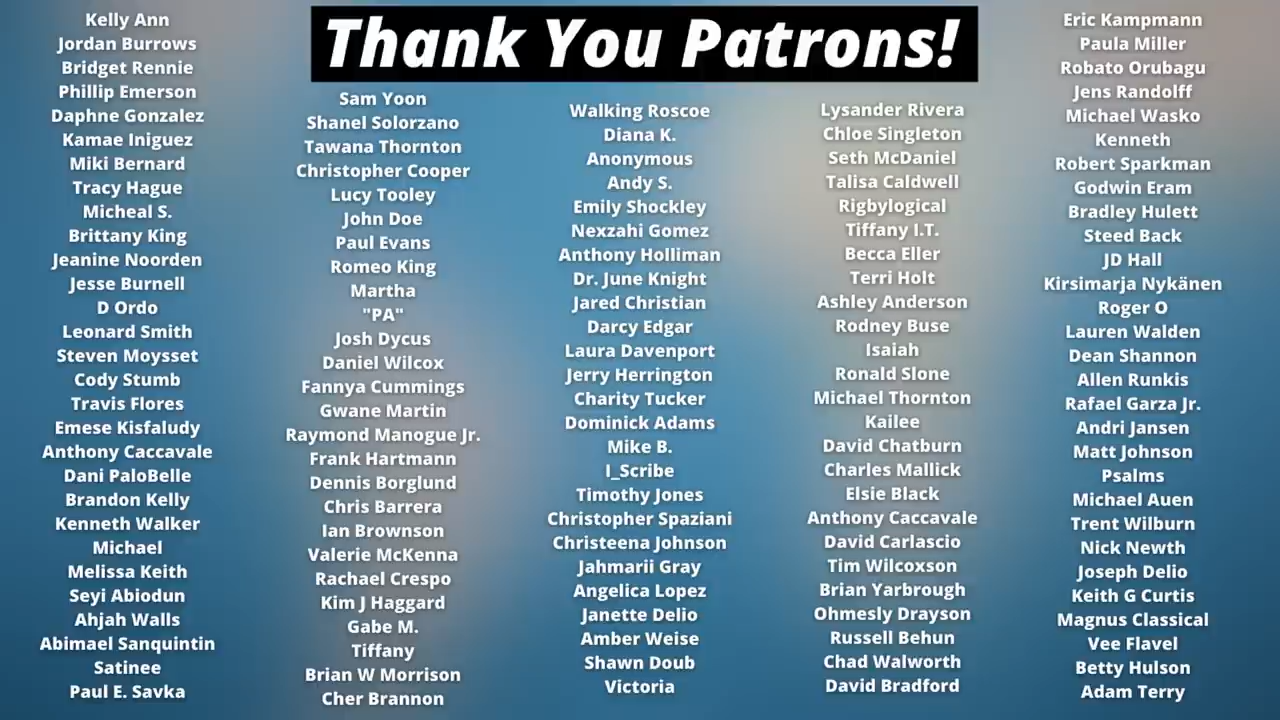 Thank You Patrons!
Kelly Ann
Jordan Burrows
Bridget Rennie
Phillip Emerson
Daphne Gonzalez
Kamae Iniguez
Miki Bernard
Tracy Hague
Micheal S.
Brittany King
Jeanine Noorden
Jesse Burnell
D Ordo
Leonard Smith
Steven Moysset
Cody Stumb
Travis Flores
Emese Kisfaludy
Anthony Caccavale
Dani PaloBelle
Brandon Kelly
Kenneth Walker
Michael
Melissa Keith
Seyi Abiodun
Ahjah Walls
Abimael Sanquintin
Satinee
Paul E. Savka
Sam Yoon
Shanel Solorzano
Tawana Thornton
Christopher Cooper
Lucy Tooley
John Doe
Paul Evans
Romeo King
Martha
"PA"
Josh Dycus
Daniel Wilcox
Fannya Cummings
Gwane Martin
Raymond Manogue Jr.
Frank Hartmann
Dennis Borglund
Chris Barrera
Ian Brownson
Valerie McKenna
Rachael Crespo
Kim J Haggard
Gabe M.
Tiffany
Brian W Morrison
Cher Brannon
Walking Roscoe
Diana K.
Anonymous
Andy S.
Emily Shockley
Nexzahi Gomez
Anthony Holliman
Dr. June Knight
Jared Christian
Darcy Edgar
Laura Davenport
Jerry Herrington
Charity Tucker
Dominick Adams
Mike B.
I_Scribe
Timothy Jones
Christopher Spaziani
Christeena Johnson
Jahmarii Gray
Angelica Lopez
Janette Delio
Amber Weise
Shawn Doub
Victoria
Lysander Rivera
Chloe Singleton
Seth McDaniel
Talisa Caldwell
Rigbylogical
Tiffany I.T.
Becca Eller
Terri Holt
Ashley Anderson
Rodney Buse
Isaiah
Ronald Slone
Michael Thornton
Kailee
David Chatburn
Charles Mallick
Elsie Black
Anthony Caccavale
David Carlascio
Tim Wilcoxson
Brian Yarbrough
Ohmesly Drayson
Russell Behun
Chad Walworth
David Bradford
Eric Kampmann
Paula Miller
Robato Orubagu
Jens Randolff
Michael Wasko
Kenneth
Robert Sparkman
Godwin Eram
Bradley Hulett
Steed Back
JD Hall
Kirsimarja Nykänen
Roger O
Lauren Walden
Dean Shannon
Allen Runkis
Rafael Garza Jr.
Andri Jansen
Matt Johnson
Psalms
Michael Auen
Trent Wilburn
Nick Newth
Joseph Delio
Keith G Curtis
Magnus Classical
Vee Flavel
Betty Hulson
Adam Terry